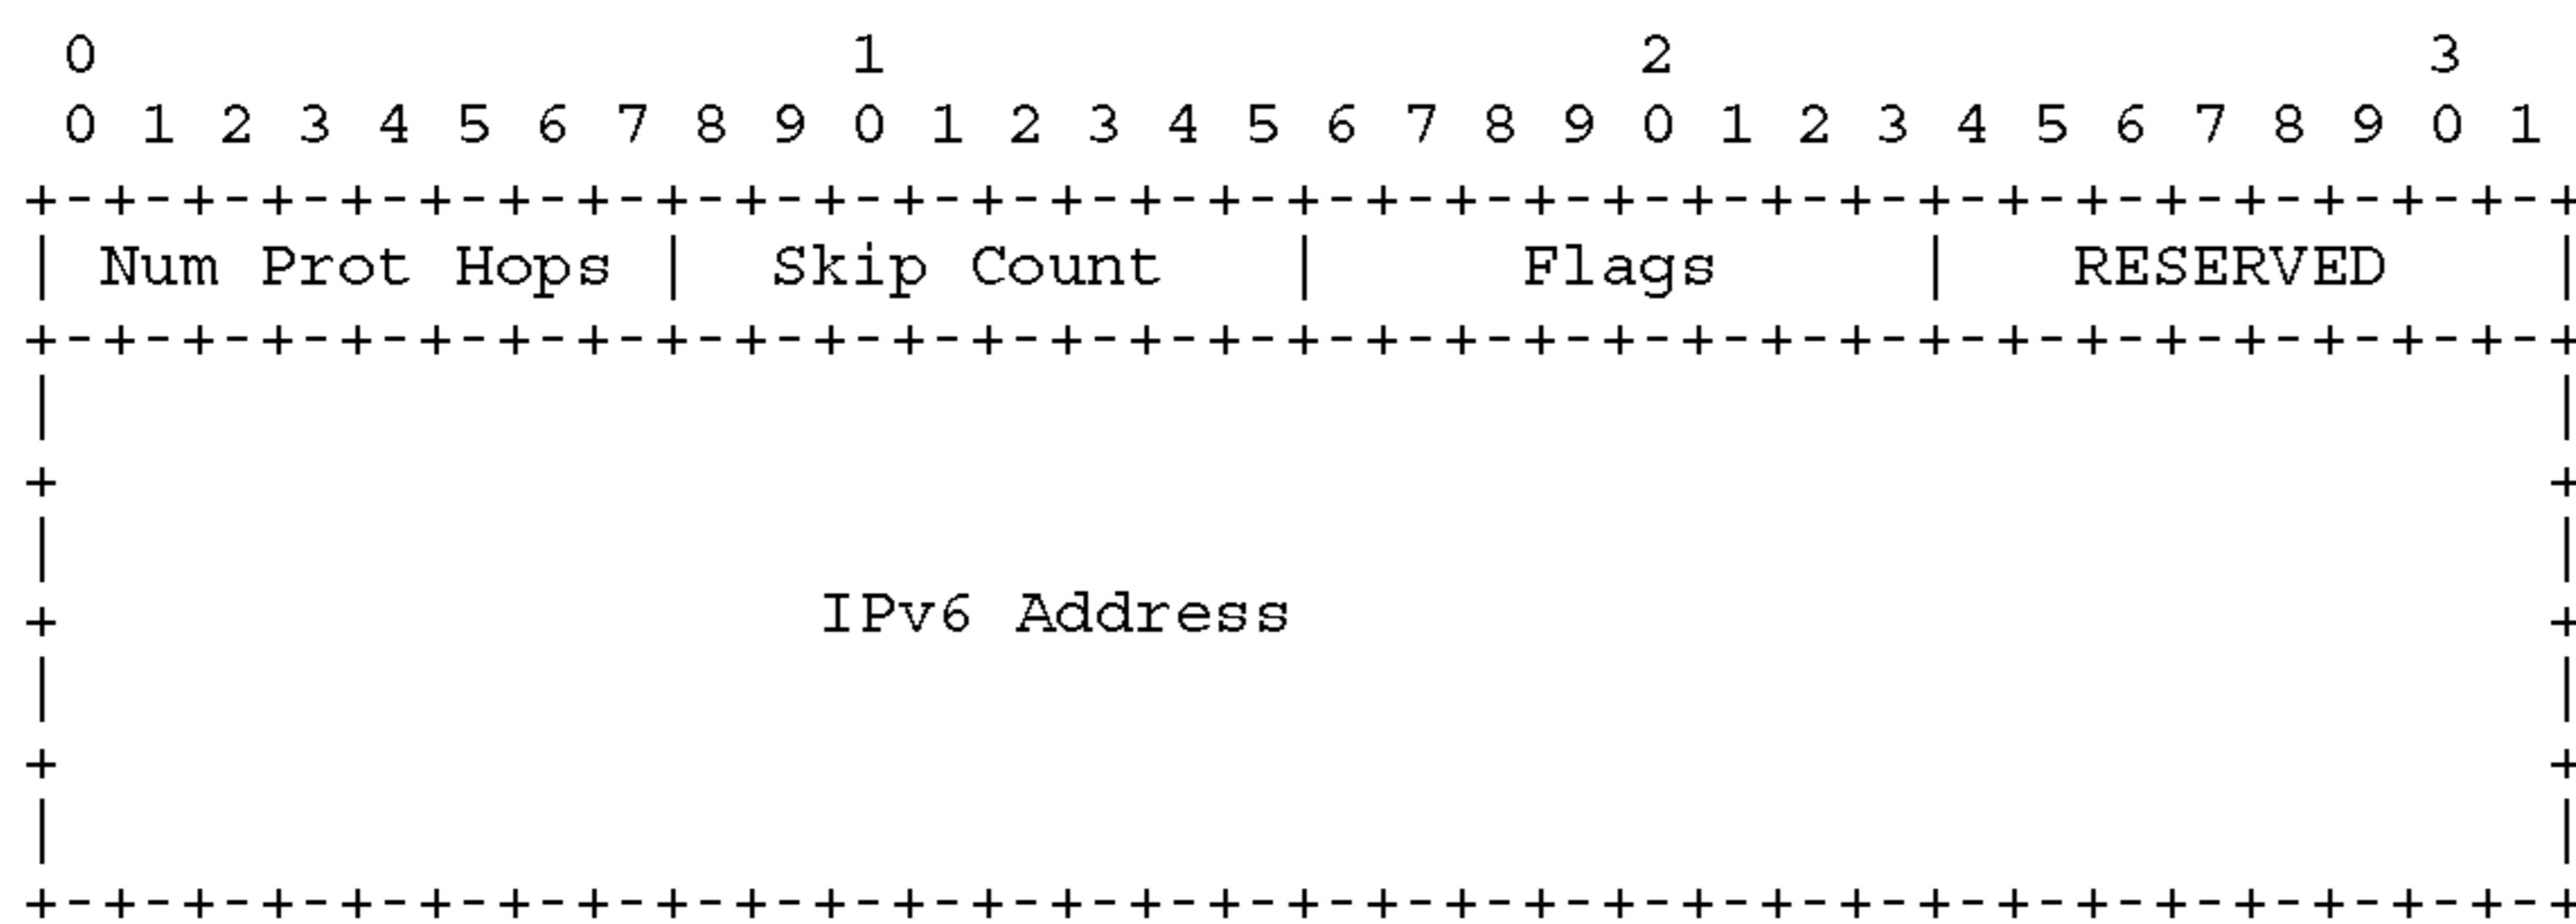 0                   1                   2                   3
 0 1 2 3 4 5 6 7 8 9 0 1 2 3 4 5 6 7 8 9 0 1 2 3 4 5 6 7 8 9 0 1
+-+-+-+-+-+-+-+-+-+-+-+-+-+-+-+-+-+-+-+-+-+-+-+-+-+-+-+-+-+-+-+-+
| Num Prot Hops |  Skip Count   |     Flags     |   RESERVED    |
+-+-+-+-+-+-+-+-+-+-+-+-+-+-+-+-+-+-+-+-+-+-+-+-+-+-+-+-+-+-+-+-+
|                                                               |
+                                                               +
|                                                               |
+                   IPv6 Address                                +
|                                                               |
+                                                               +
|                                                               |
+-+-+-+-+-+-+-+-+-+-+-+-+-+-+-+-+-+-+-+-+-+-+-+-+-+-+-+-+-+-+-+-+